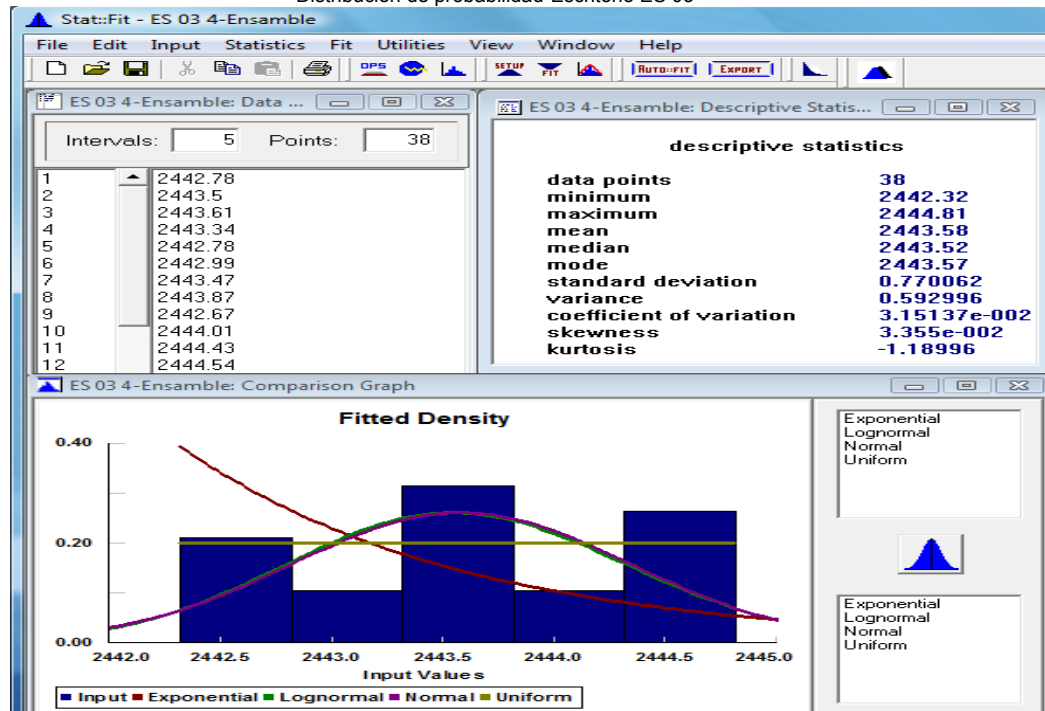 Distribución de probabilidad Escritorio ES 03
Stat::Fit - ES 03 4-Ensamble
File Edit Input Statistics Fit Utilities View Window Help
OPS SETUP FIT AUTO::FIT EXPORT
ES 03 4-Ensamble: Data ...
Intervals: 5 Points: 38
1 2442.78
2 2443.5
3 2443.61
4 2443.34
5 2442.78
6 2442.99
7 2443.47
8 2443.87
9 2442.67
10 2444.01
11 2444.43
12 2444.54
ES 03 4-Ensamble: Descriptive Statis...
descriptive statistics
data points 38
minimum 2442.32
maximum 2444.81
mean 2443.58
median 2443.52
mode 2443.57
standard deviation 0.770062
variance 0.592996
coefficient of variation 3.15137e-002
skewness 3.355e-002
kurtosis -1.18996
ES 03 4-Ensamble: Comparison Graph
Fitted Density
0.40
0.20
0.00
2442.0 2442.5 2443.0 2443.5 2444.0 2444.5 2445.0
Input Values
Input Exponential Lognormal Normal Uniform
Exponential
Lognormal
Normal
Uniform
Exponential
Lognormal
Normal
Uniform